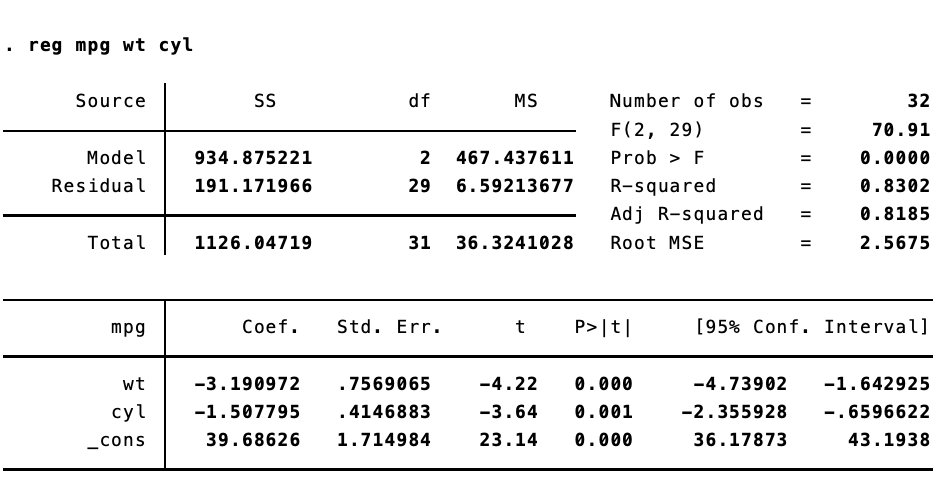 . reg mpg wt cyl
Source SS df MS Number of obs = 32
F(2, 29) = 70.91
Model 934.875221 2 467.437611 Prob > F = 0.0000
Residual 191.171966 29 6.59213677 R-squared = 0.8302
Adj R-squared = 0.8185
Total 1126.04719 31 36.3241028 Root MSE = 2.5675
mpg Coef. Std. Err. t P>|t| [95% Conf. Interval]
wt -3.190972 .7569065 -4.22 0.000 -4.73902 -1.642925
cyl -1.507795 .4146883 -3.64 0.001 -2.355928 -.6596622
_cons 39.68626 1.714984 23.14 0.000 36.17873 43.1938